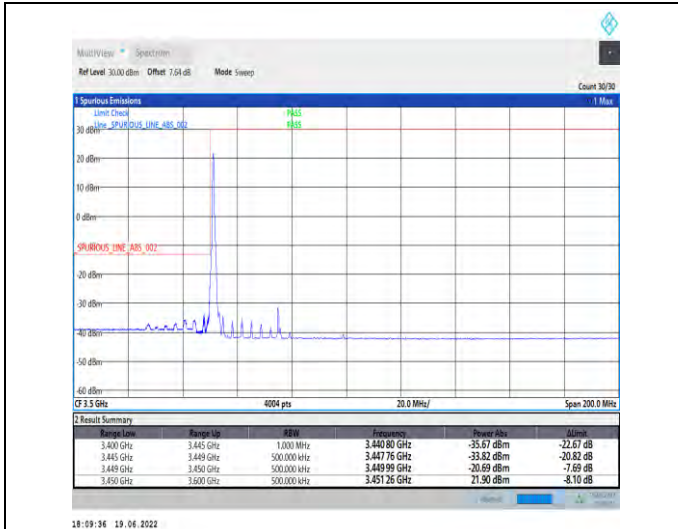 MultiView Spectrum
Ref Level 30.00 dBm Offset 7.64 dB Mode Sweep
Count 30/30
1 Spurious Emissions 1 Max
Limit Check PASS
Line _SPURIOUS_LINE_ABS_002 PASS
30 dBm
20 dBm
10 dBm
0 dBm
_SPURIOUS_LINE_ABS_002
-20 dBm
-30 dBm
-40 dBm
-50 dBm
-60 dBm
CF 3.5 GHz 4004 pts 20.0 MHz/ Span 200.0 MHz
2 Result Summary
Range Low Range Up RBW Frequency Power Abs ΔLimit
3.400 GHz 3.445 GHz 1.000 MHz 3.440 80 GHz -35.67 dBm -22.67 dB
3.445 GHz 3.449 GHz 500.000 kHz 3.447 76 GHz -33.82 dBm -20.82 dB
3.449 GHz 3.450 GHz 500.000 kHz 3.449 99 GHz -20.69 dBm -7.69 dB
3.450 GHz 3.600 GHz 500.000 kHz 3.451 26 GHz 21.90 dBm -8.10 dB
18:09:36 19.06.2022